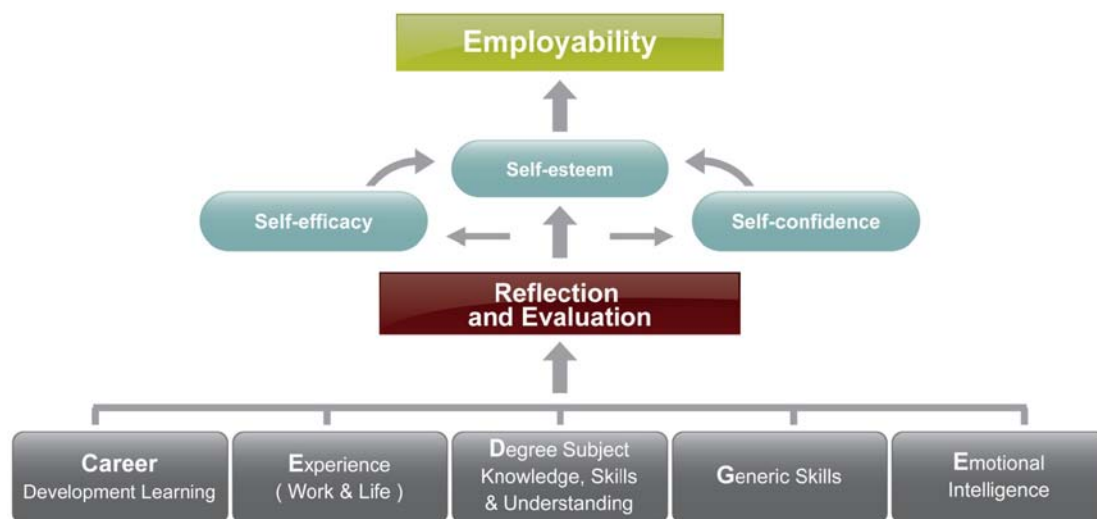 Employability
Self-esteem
Self-efficacy
Self-confidence
Reflection
and Evaluation
Career
Development Learning
Experience
( Work & Life )
Degree Subject
Knowledge, Skills
& Understanding
Generic Skills
Emotional
Intelligence